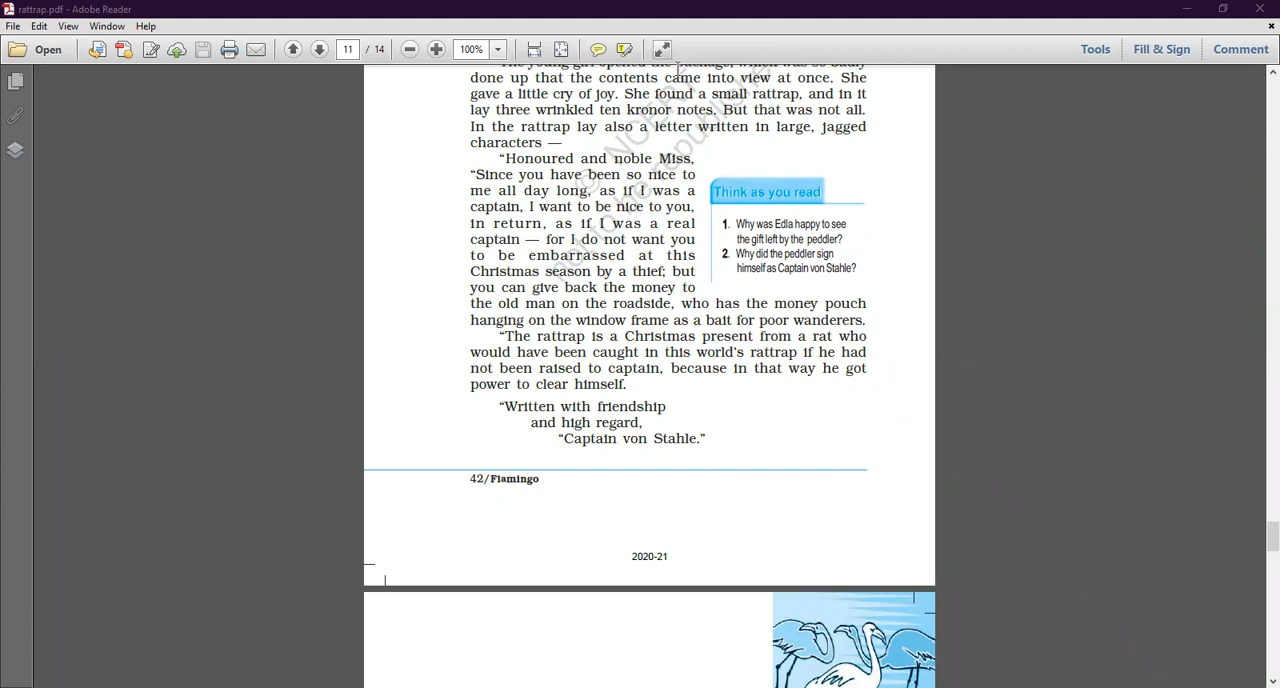 rattrap.pdf - Adobe Reader
File Edit View Window Help
Open 11 / 14 100% Tools Fill & Sign Comment
The young girl opened the package, which was so badly
done up that the contents came into view at once. She
gave a little cry of joy. She found a small rattrap, and in it
lay three wrinkled ten kronor notes. But that was not all.
In the rattrap lay also a letter written in large, jagged
characters —
“Honoured and noble Miss,
“Since you have been so nice to
me all day long, as if I was a
captain, I want to be nice to you,
in return, as if I was a real
captain — for I do not want you
to be embarrassed at this
Christmas season by a thief; but
you can give back the money to
the old man on the roadside, who has the money pouch
hanging on the window frame as a bait for poor wanderers.
“The rattrap is a Christmas present from a rat who
would have been caught in this world's rattrap if he had
not been raised to captain, because in that way he got
power to clear himself.
“Written with friendship
and high regard,
“Captain von Stahle.”
Think as you read
1. Why was Edla happy to see
the gift left by the peddler?
2. Why did the peddler sign
himself as Captain von Stahle?
© NCERT
not to be republished
42/Flamingo
2020-21